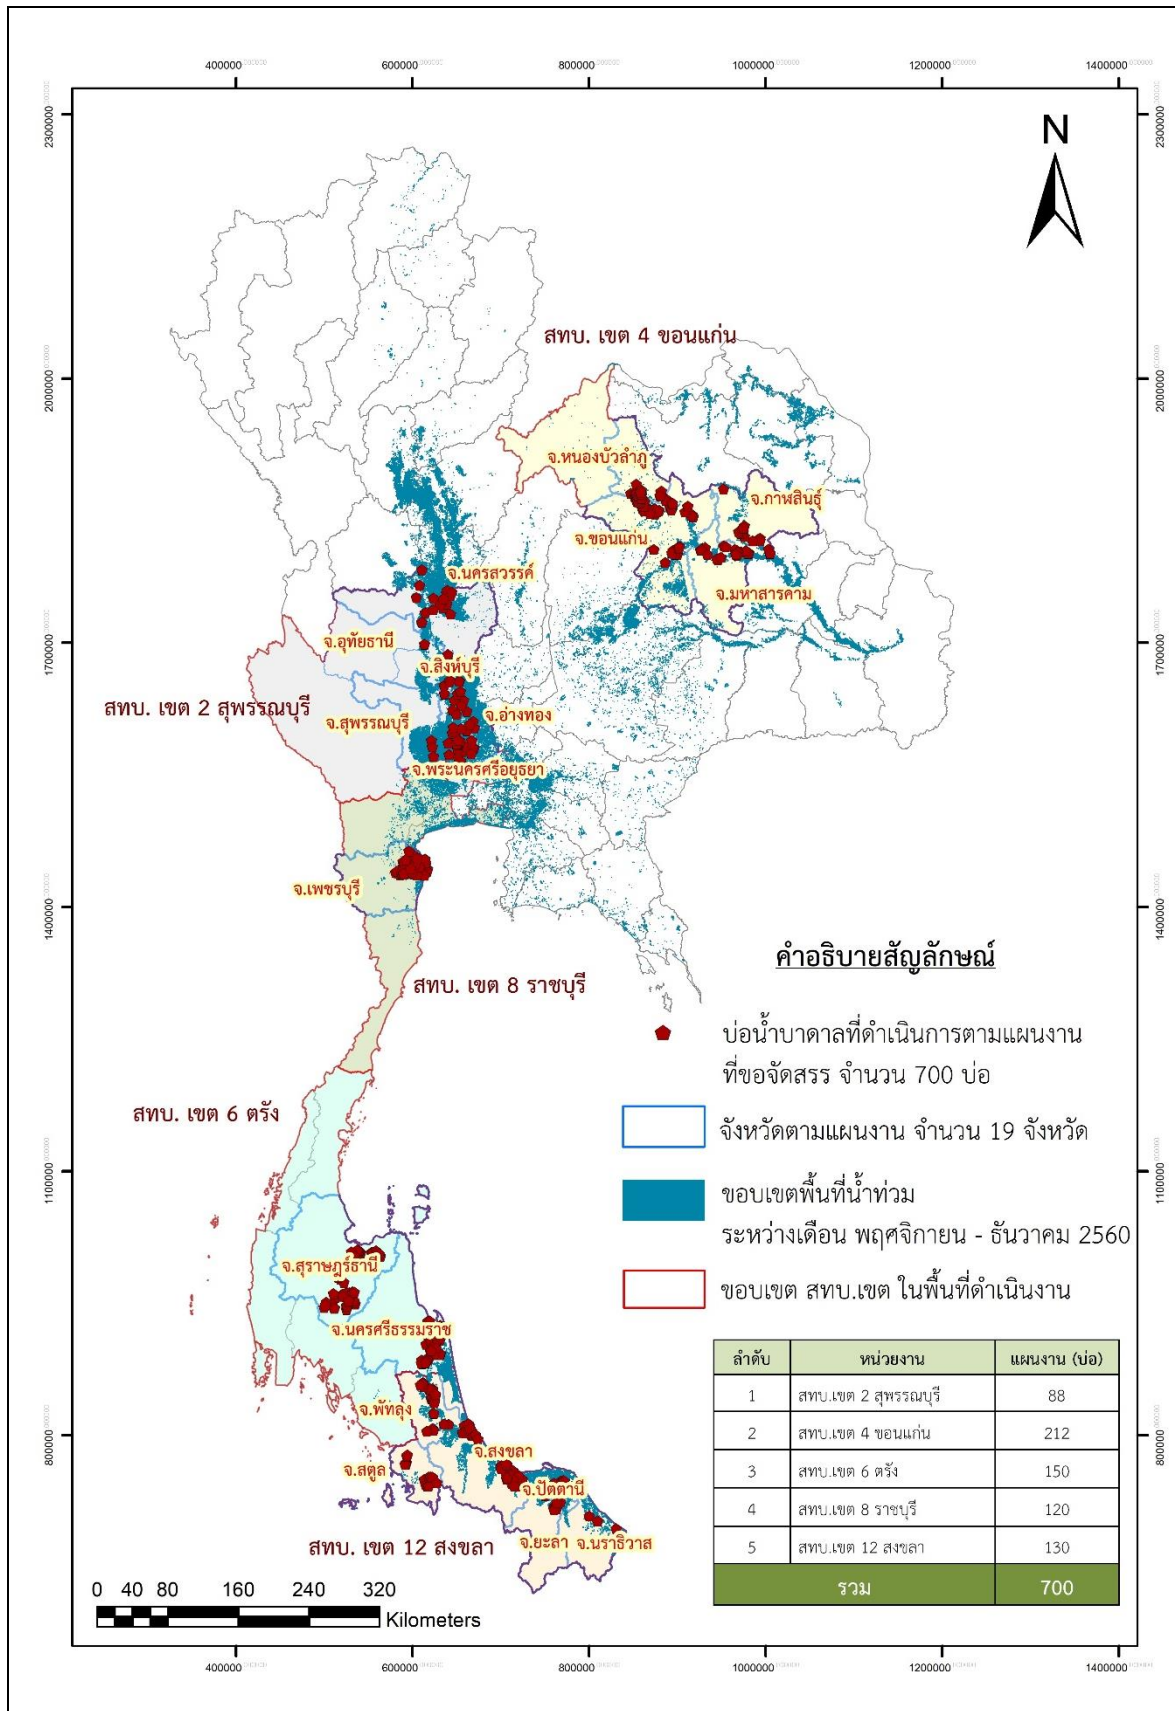 400000 600000 800000 1000000 1200000 1400000
2300000 2300000
N
สทบ. เขต 4 ขอนแก่น
2000000 2000000
จ.หนองบัวลำภู
จ.กาฬสินธุ์
จ.ขอนแก่น
จ.นครสวรรค์
จ.มหาสารคาม
จ.อุทัยธานี
1700000 1700000
จ.สิงห์บุรี
สทบ. เขต 2 สุพรรณบุรี
จ.สุพรรณบุรี
จ.อ่างทอง
จ.พระนครศรีอยุธยา
จ.เพชรบุรี
1400000 1400000
คำอธิบายสัญลักษณ์
สทบ. เขต 8 ราชบุรี
บ่อน้ำบาดาลที่ดำเนินการตามแผนงาน
ที่ขอจัดสรร จำนวน 700 บ่อ
สทบ. เขต 6 ตรัง
จังหวัดตามแผนงาน จำนวน 19 จังหวัด
1100000 1100000
ขอบเขตพื้นที่น้ำท่วม
ระหว่างเดือน พฤศจิกายน - ธันวาคม 2560
จ.สุราษฎร์ธานี
ขอบเขต สทบ.เขต ในพื้นที่ดำเนินงาน
จ.นครศรีธรรมราช
ลำดับ หน่วยงาน แผนงาน (บ่อ)
1 สทบ.เขต 2 สุพรรณบุรี 88
2 สทบ.เขต 4 ขอนแก่น 212
3 สทบ.เขต 6 ตรัง 150
4 สทบ.เขต 8 ราชบุรี 120
5 สทบ.เขต 12 สงขลา 130
รวม 700
จ.พัทลุง
800000 800000
จ.สงขลา
จ.สตูล
จ.ปัตตานี
สทบ. เขต 12 สงขลา
จ.ยะลา
จ.นราธิวาส
0 40 80 160 240 320
Kilometers
400000 600000 800000 1000000 1200000 1400000